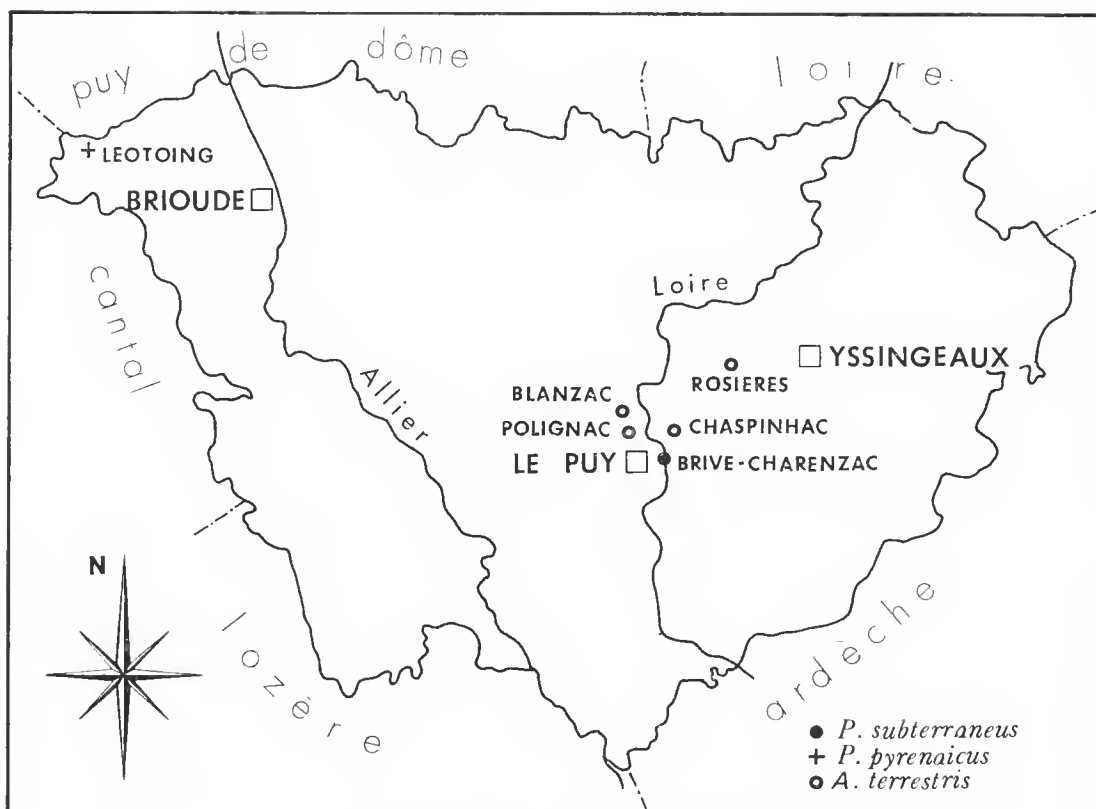 puy de dôme
loire
LEOTOING
BRIOUDE
cantal
Loire
YSSINGEAUX
ROSIERES
Allier
BLANZAC
POLIGNAC
CHASPINHAC
LE PUY
BRIVE-CHARENZAC
N
lozère
ardèche
P. subterraneus
P. pyrenaicus
A. terrestris